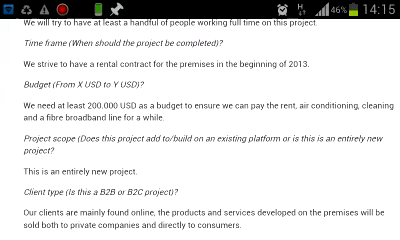 46% 14:15
We will try to have at least a handful of people working full time on this project.
Time frame (When should the project be completed)?
We strive to have a rental contract for the premises in the beginning of 2013.
Budget (From X USD to Y USD)?
We need at least 200.000 USD as a budget to ensure we can pay the rent, air conditioning, cleaning
and a fibre broadband line for a while.
Project scope (Does this project add to/build on an existing platform or is this is an entirely new
project?
This is an entirely new project.
Client type (Is this a B2B or B2C project)?
Our clients are mainly found online, the products and services developed on the premises will be
sold both to private companies and directly to consumers.